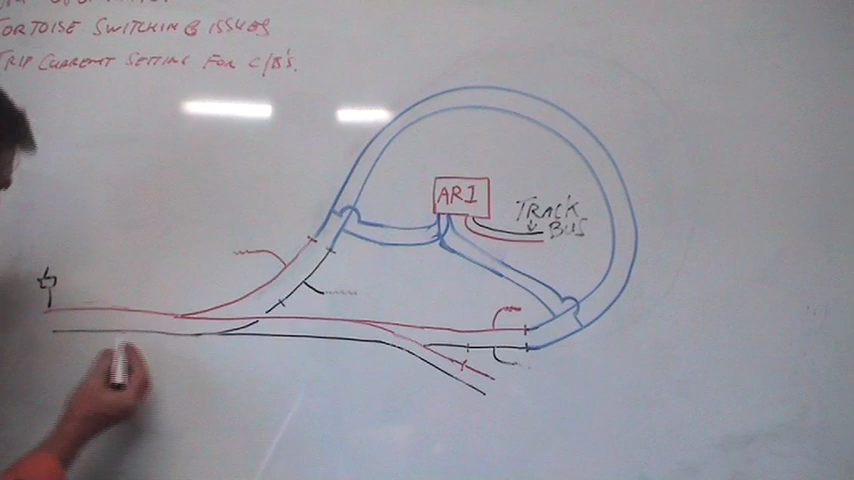 TORTOISE SWITCHING ISSUES
TRIP CURRENT SETTING FOR C/B'S.
AR1
TRACK
BUS